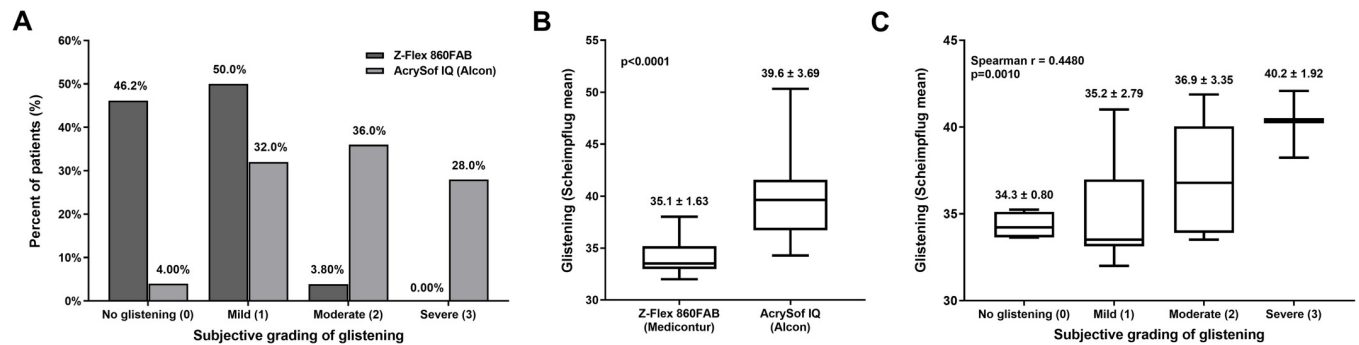 A
60%
50%
40%
30%
20%
10%
0%
Percent of patients (%)
Z-Flex 860FAB
AcrySof IQ (Alcon)
46.2%
4.00%
50.0%
32.0%
3.80%
36.0%
0.00%
28.0%
No glistening (0)
Mild (1)
Moderate (2)
Severe (3)
Subjective grading of glistening
B
55
50
45
40
35
30
Glistening (Scheimpflug mean)
p<0.0001
35.1 ± 1.63
39.6 ± 3.69
Z-Flex 860FAB
(Medicontur)
AcrySof IQ
(Alcon)
C
45
40
35
30
Glistening (Scheimpflug mean)
Spearman r = 0.4480
p=0.0010
34.3 ± 0.80
35.2 ± 2.79
36.9 ± 3.35
40.2 ± 1.92
No glistening (0)
Mild (1)
Moderate (2)
Severe (3)
Subjective grading of glistening